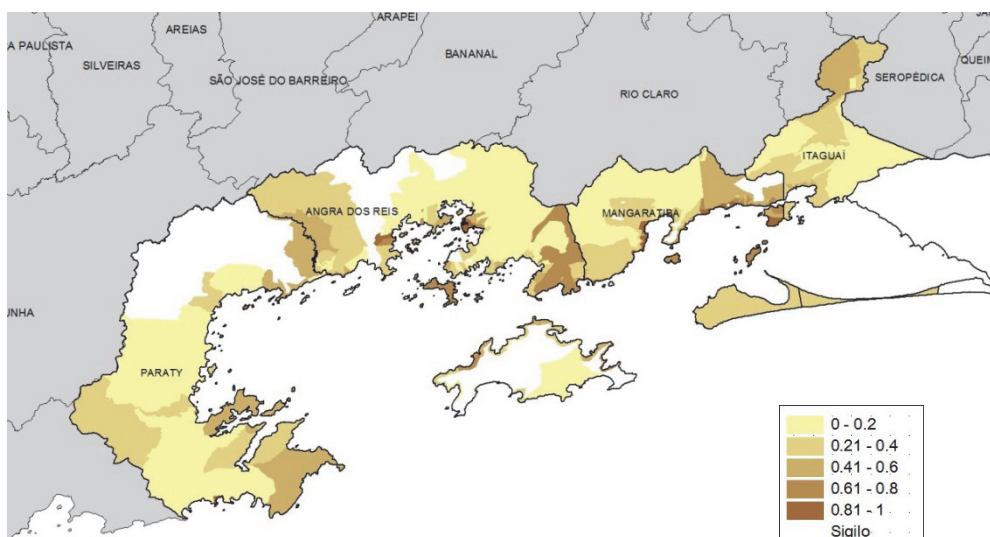 ARAPEI
AREIAS
A PAULISTA
SILVEIRAS
BANANAL
SÃO JOSÉ DO BARREIRO
RIO CLARO
SEROPÉDICA
ITAGUAÍ
ANGRA DOS REIS
MANGARATIBA
UNHA
PARATY
0 - 0.2
0.21 - 0.4
0.41 - 0.6
0.61 - 0.8
0.81 - 1
Sigilo